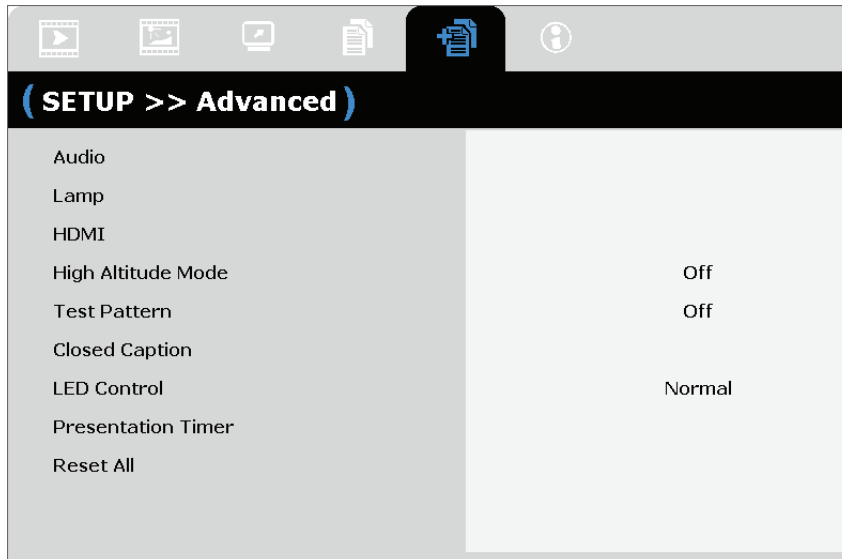 (SETUP >> Advanced)
Audio
Lamp
HDMI
High Altitude Mode Off
Test Pattern Off
Closed Caption
LED Control Normal
Presentation Timer
Reset All